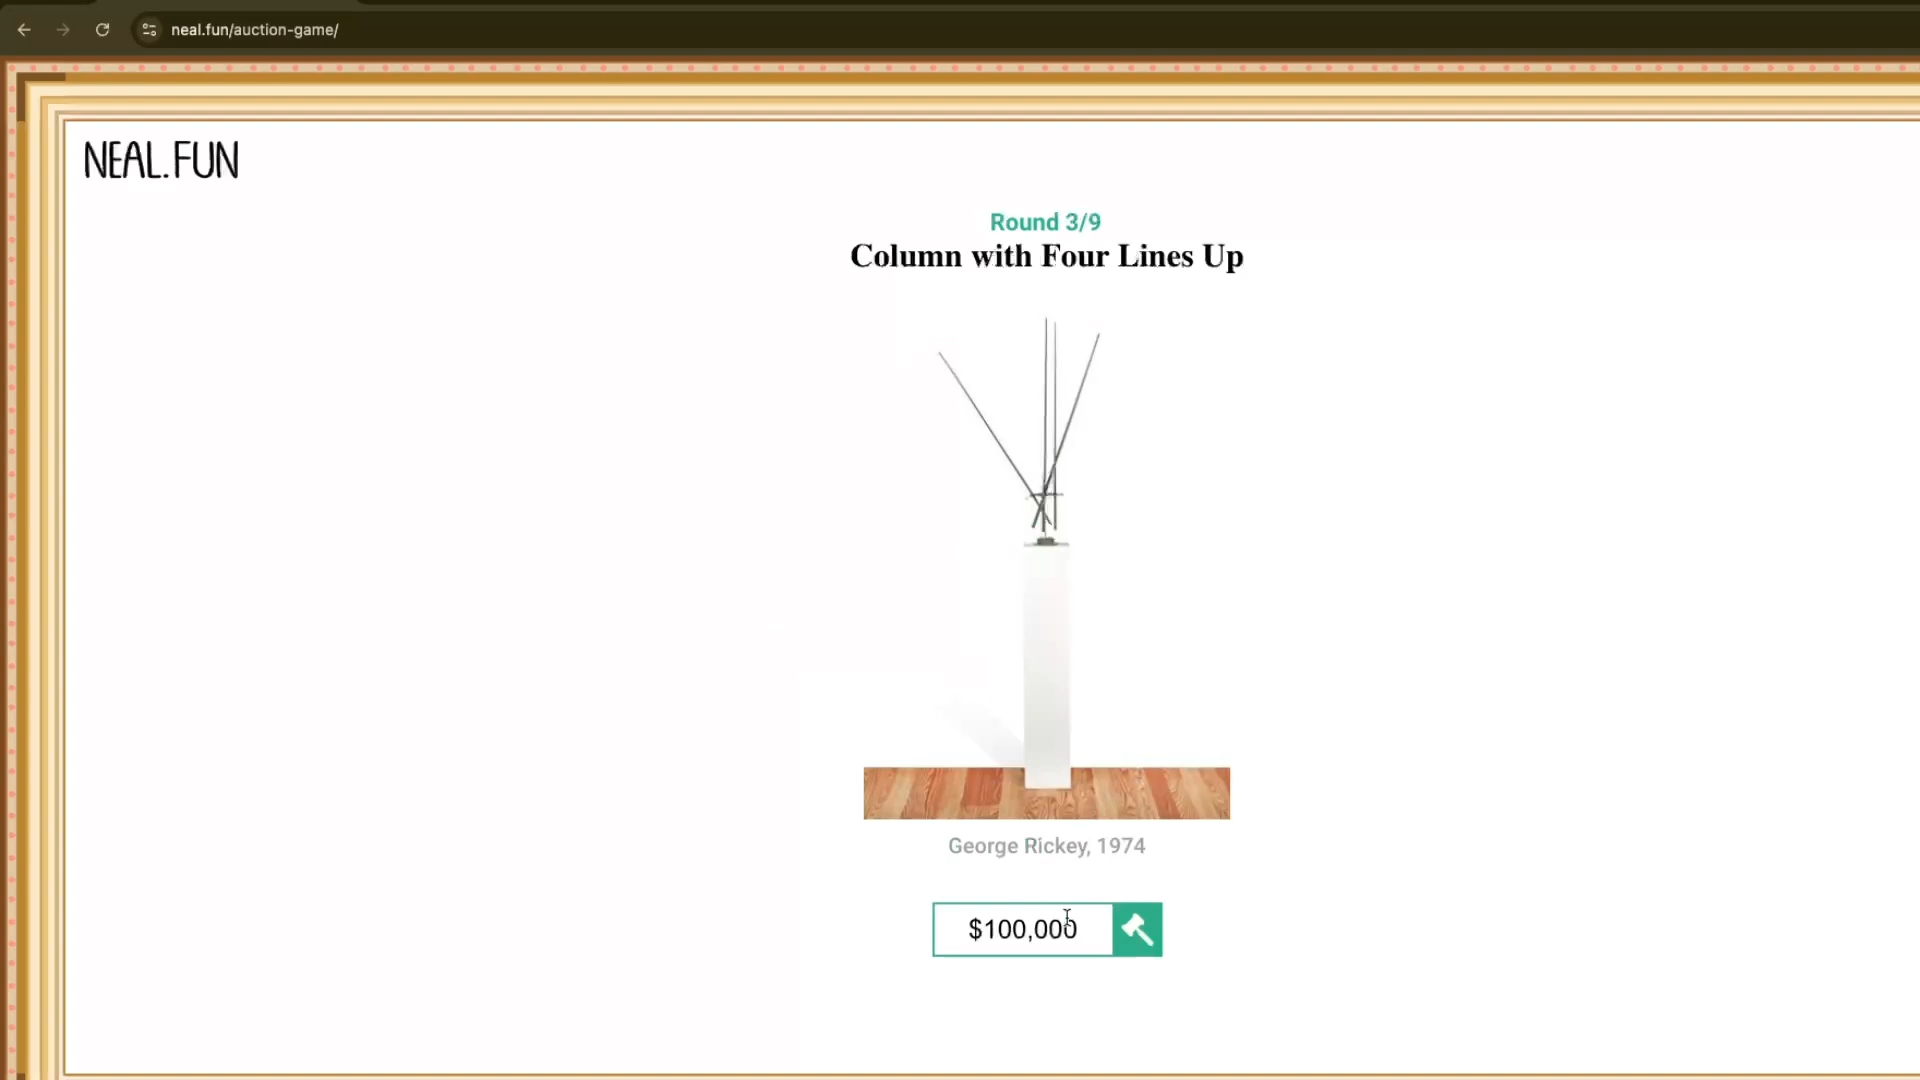 neal.fun/auction-game/
NEAL.FUN
Round 3/9
Column with Four Lines Up
George Rickey, 1974
$100,000